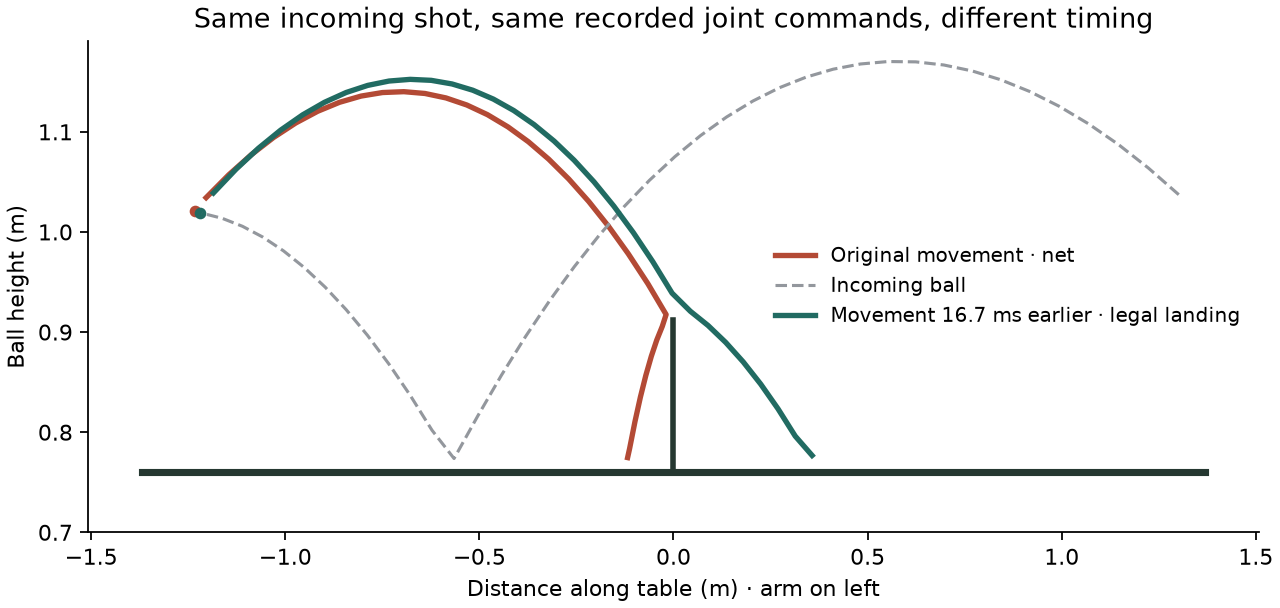 Same incoming shot, same recorded joint commands, different timing
Ball height (m)
1.1
1.0
0.9
0.8
0.7
Original movement · net
Incoming ball
Movement 16.7 ms earlier · legal landing
−1.5 −1.0 −0.5 0.0 0.5 1.0 1.5
Distance along table (m) · arm on left